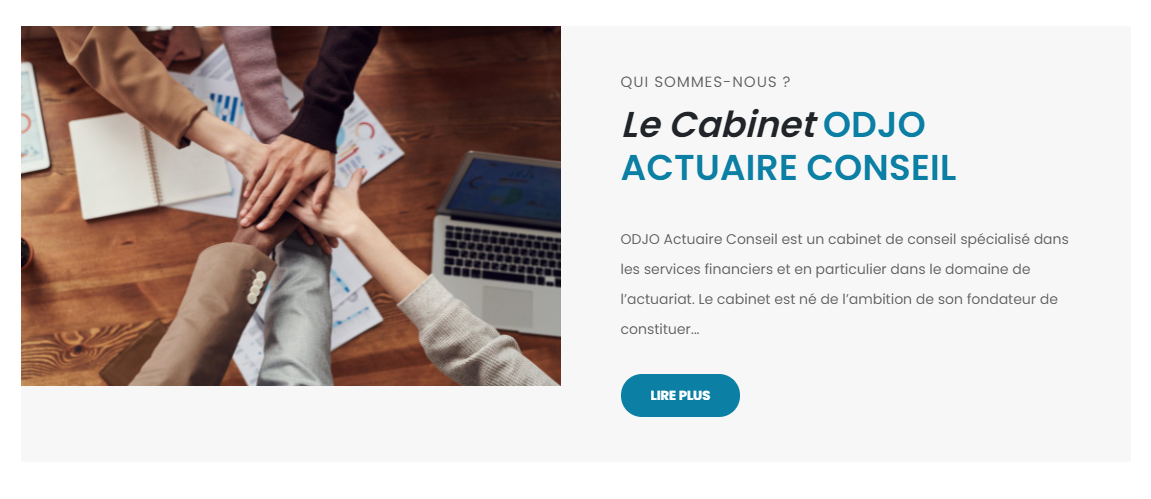 QUI SOMMES-NOUS ?
Le Cabinet ODJO
ACTUAIRE CONSEIL
ODJO Actuaire Conseil est un cabinet de conseil spécialisé dans
les services financiers et en particulier dans le domaine de
l’actuariat. Le cabinet est né de l’ambition de son fondateur de
constituer…
LIRE PLUS